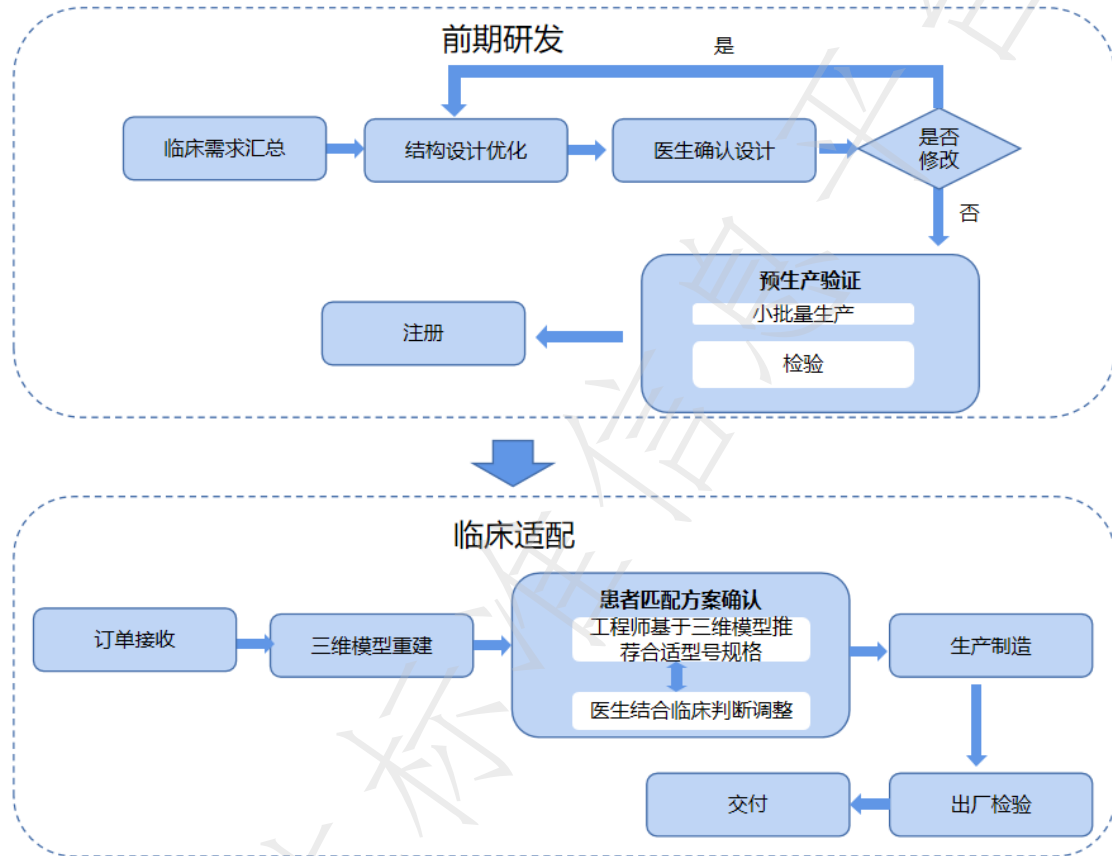 前期研发
是
临床需求汇总
结构设计优化
医生确认设计
是否
修改
否
预生产验证
小批量生产
检验
注册
临床适配
订单接收
三维模型重建
患者匹配方案确认
工程师基于三维模型推
荐合适型号规格
医生结合临床判断调整
生产制造
出厂检验
交付
标准信息平